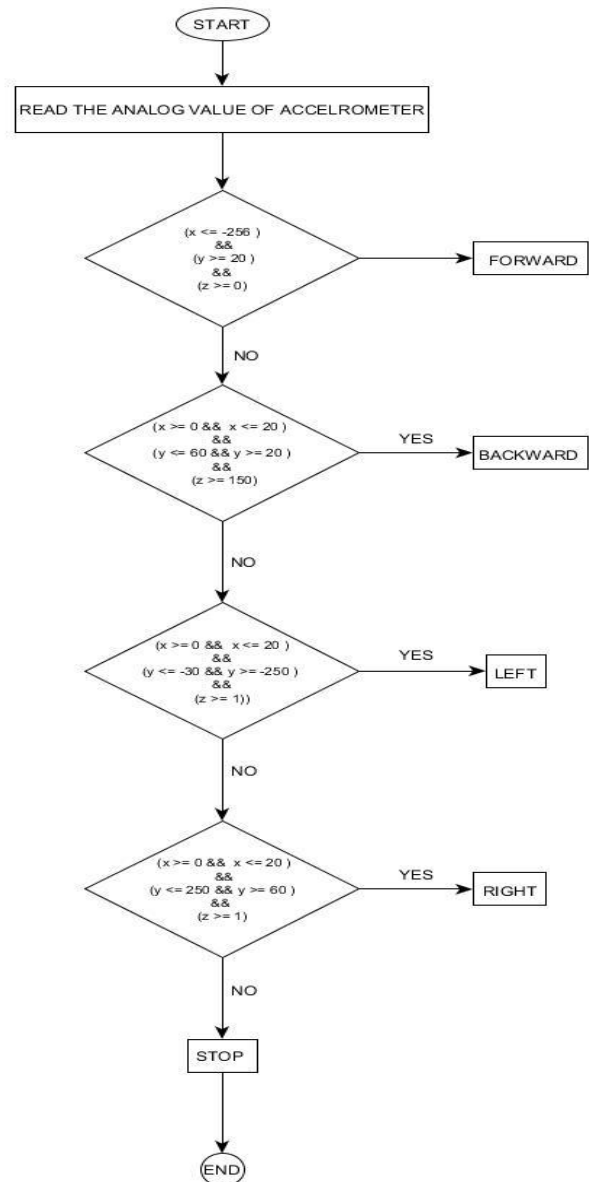 START
READ THE ANALOG VALUE OF ACCELROMETER
(x <= -256 )
&&
(y >= 20 )
&&
(z >= 0)
FORWARD
NO
(x >= 0 && x <= 20 )
&&
(y <= 60 && y >= 20 )
&&
(z >= 150)
YES
BACKWARD
NO
(x >= 0 && x <= 20 )
&&
(y <= -30 && y >= -250 )
&&
(z >= 1))
YES
LEFT
NO
(x >= 0 && x <= 20 )
&&
(y <= 250 && y >= 60 )
&&
(z >= 1)
YES
RIGHT
NO
STOP
END